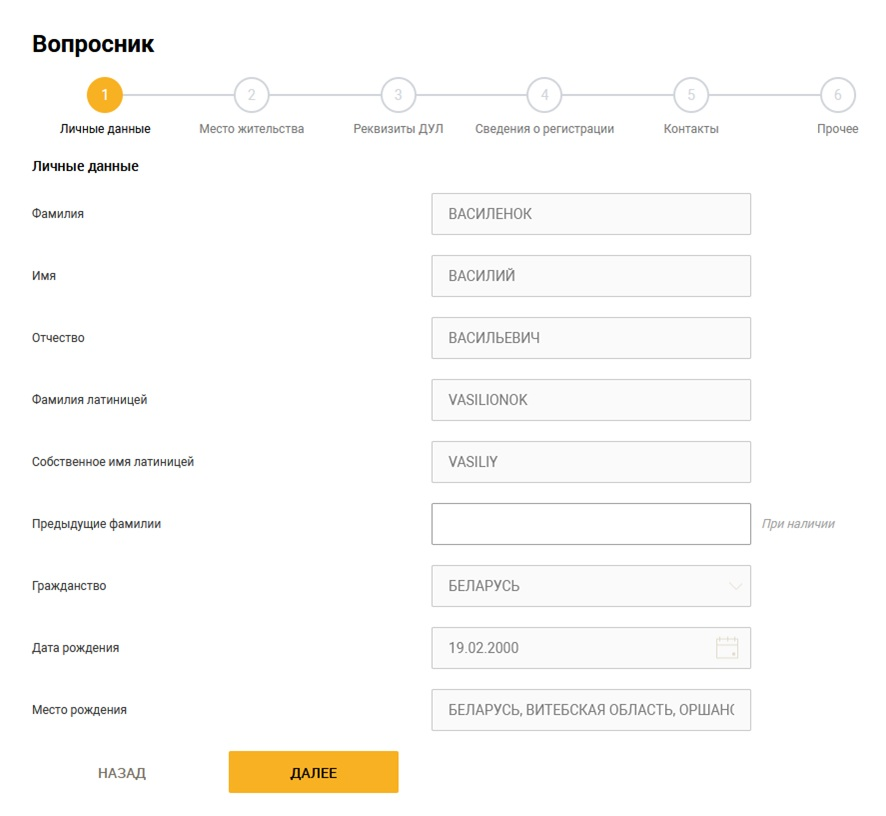 Вопросник
1 2 3 4 5 6
Личные данные Место жительства Реквизиты ДУЛ Сведения о регистрации Контакты Прочее
Личные данные
Фамилия ВАСИЛЕНОК
Имя ВАСИЛИЙ
Отчество ВАСИЛЬЕВИЧ
Фамилия латиницей VASILIONOK
Собственное имя латиницей VASILIY
Предыдущие фамилии При наличии
Гражданство БЕЛАРУСЬ
Дата рождения 19.02.2000
Место рождения БЕЛАРУСЬ, ВИТЕБСКАЯ ОБЛАСТЬ, ОРШАНС
НАЗАД ДАЛЕЕ